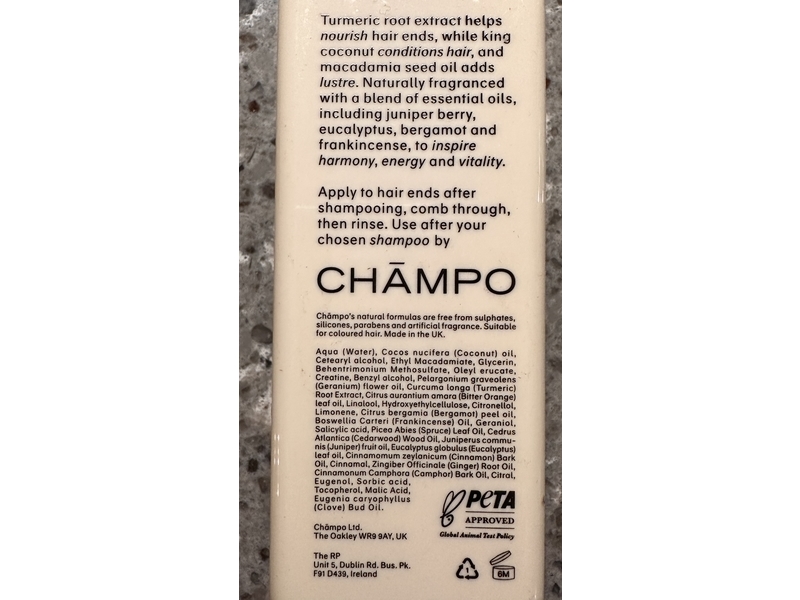 Turmeric root extract helps
nourish hair ends, while king
coconut conditions hair, and
macadamia seed oil adds
lustre. Naturally fragranced
with a blend of essential oils,
including juniper berry,
eucalyptus, bergamot and
frankincense, to inspire
harmony, energy and vitality.
Apply to hair ends after
shampooing, comb through,
then rinse. Use after your
chosen shampoo by
CHĀMPO
Chāmpo's natural formulas are free from sulphates,
silicones, parabens and artificial fragrance. Suitable
for coloured hair. Made in the UK.
Aqua (Water), Cocos nucifera (Coconut) oil,
Cetearyl alcohol, Ethyl Macadamiate, Glycerin,
Behentrimonium Methosulfate, Oleyl erucate,
Creatine, Benzyl alcohol, Pelargonium graveolens
(Geranium) flower oil, Curcuma longa (Turmeric)
Root Extract, Citrus aurantium amara (Bitter Orange)
leaf oil, Linalool, Hydroxyethylcellulose, Citronellol,
Limonene, Citrus bergamia (Bergamot) peel oil,
Boswellia Carteri (Frankincense) Oil, Geraniol,
Salicylic acid, Picea Abies (Spruce) Leaf Oil, Cedrus
Atlantica (Cedarwood) Wood Oil, Juniperus commu-
nis (Juniper) fruit oil, Eucalyptus globulus (Eucalyptus)
leaf oil, Cinnamomum zeylanicum (Cinnamon) Bark
Oil, Cinnamal, Zingiber Officinale (Ginger) Root Oil,
Cinnamonum Camphora (Camphor) Bark Oil, Citral,
Eugenol, Sorbic acid,
Tocopherol, Malic Acid,
Eugenia caryophyllus
(Clove) Bud Oil.
PETA
APPROVED
Global Animal Test Policy
Chāmpo Ltd.
The Oakley WR9 9AY, UK
The RP
Unit 5, Dublin Rd. Bus. Pk.
F91 D439, Ireland
1
6M